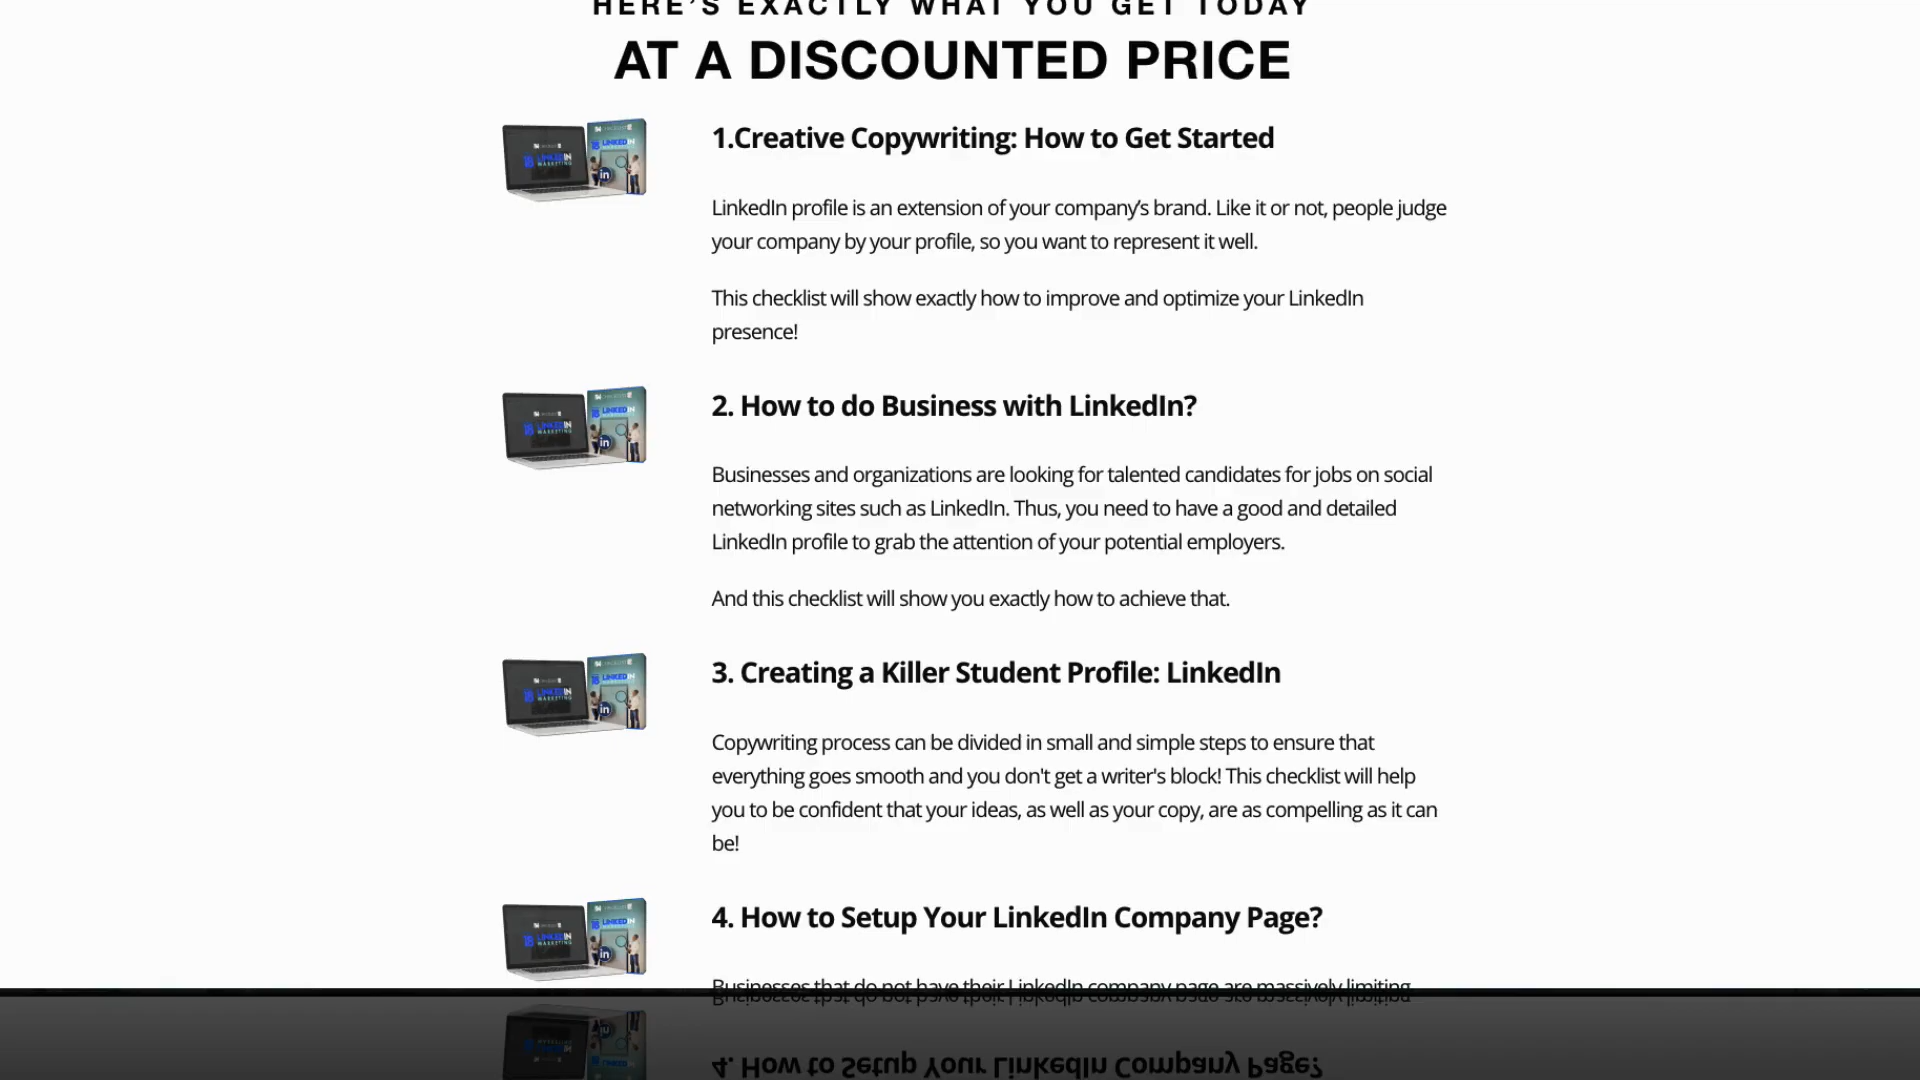 HERE'S EXACTLY WHAT YOU GET TODAY
AT A DISCOUNTED PRICE
1.Creative Copywriting: How to Get Started
LinkedIn profile is an extension of your company’s brand. Like it or not, people judge
your company by your profile, so you want to represent it well.
This checklist will show exactly how to improve and optimize your LinkedIn
presence!
2. How to do Business with LinkedIn?
Businesses and organizations are looking for talented candidates for jobs on social
networking sites such as LinkedIn. Thus, you need to have a good and detailed
LinkedIn profile to grab the attention of your potential employers.
And this checklist will show you exactly how to achieve that.
3. Creating a Killer Student Profile: LinkedIn
Copywriting process can be divided in small and simple steps to ensure that
everything goes smooth and you don't get a writer's block! This checklist will help
you to be confident that your ideas, as well as your copy, are as compelling as it can
be!
4. How to Setup Your LinkedIn Company Page?
Businesses that do not have their LinkedIn company page are massively limiting